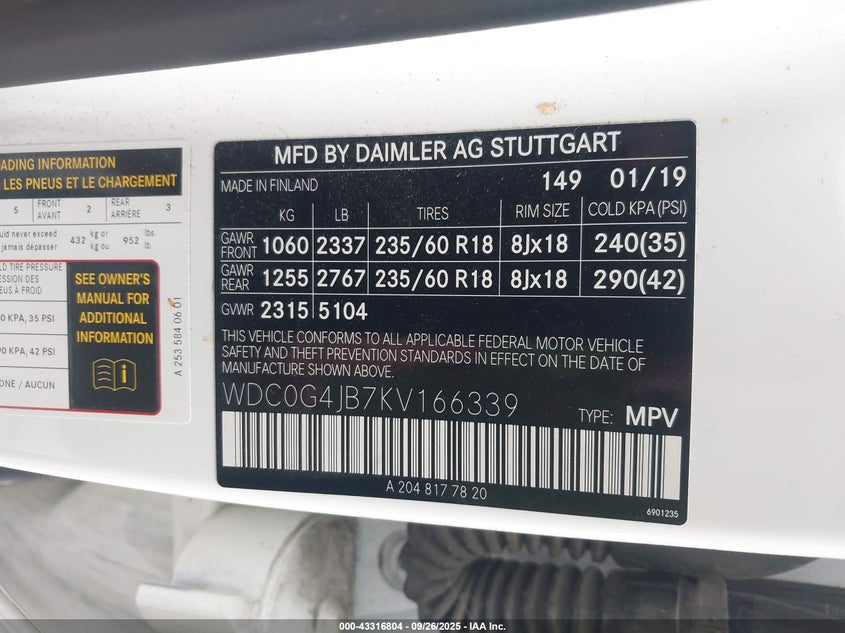 ADING INFORMATION
LES PNEUS ET LE CHARGEMENT
5 FRONT AVANT 2 REAR ARRIÈRE 3
uld never exceed
jamais dépasser 432 kg or kg ou 952 lbs. lb.
LD TIRE PRESSURE
ESSION DES
EUS À FROID
0 KPA, 35 PSI
90 KPA, 42 PSI
ONE / AUCUN
SEE OWNER'S
MANUAL FOR
ADDITIONAL
INFORMATION
A 253 584 06 01
MFD BY DAIMLER AG STUTTGART
MADE IN FINLAND 149 01/19
KG LB TIRES RIM SIZE COLD KPA (PSI)
GAWR FRONT 1060 2337 235/60 R18 8Jx18 240(35)
GAWR REAR 1255 2767 235/60 R18 8Jx18 290(42)
GVWR 2315 5104
THIS VEHICLE CONFORMS TO ALL APPLICABLE FEDERAL MOTOR VEHICLE
SAFETY AND THEFT PREVENTION STANDARDS IN EFFECT ON THE DATE OF
MANUFACTURE SHOWN ABOVE.
WDC0G4JB7KV166339
TYPE: MPV
A 204 817 78 20
6901235
000-43316804 - 09/26/2025 - IAA Inc.